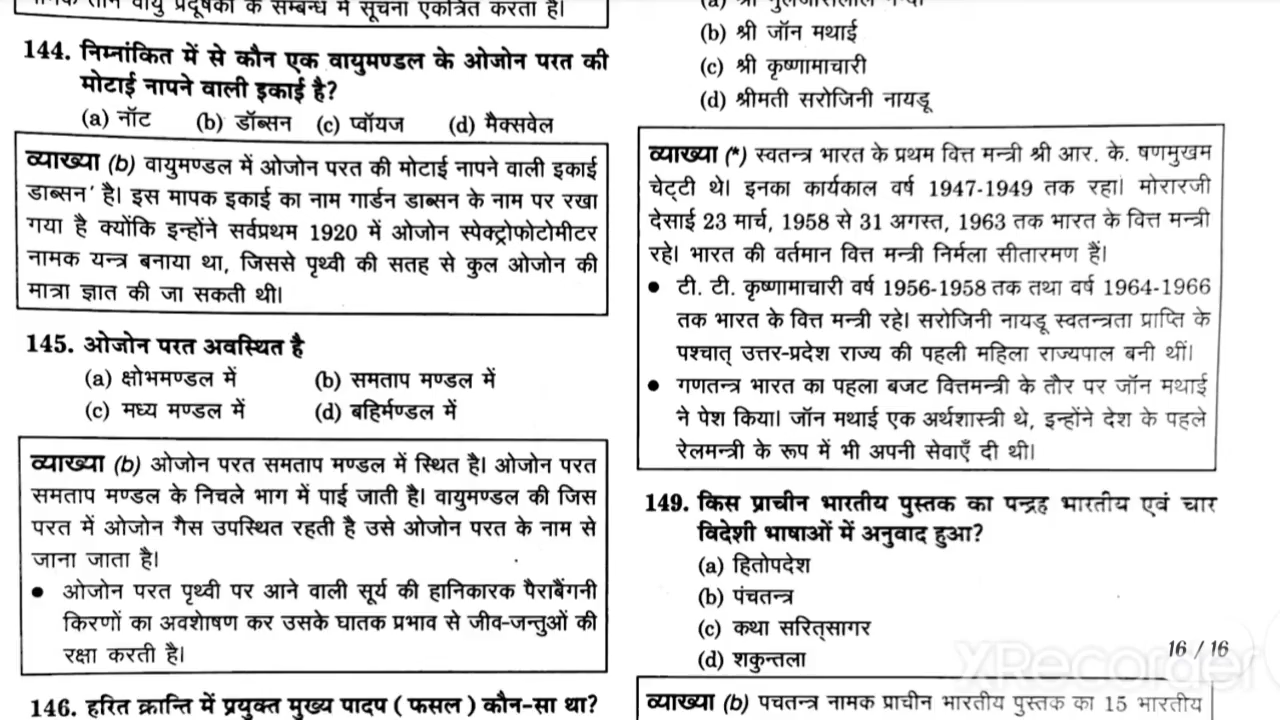 नामक तीन वायु प्रदूषकों के सम्बन्ध में सूचना एकत्रित करता है।
144. निम्नांकित में से कौन एक वायुमण्डल के ओजोन परत की
मोटाई नापने वाली इकाई है?
(a) नॉट (b) डॉब्सन (c) प्वॉयज (d) मैक्सवेल
व्याख्या (b) वायुमण्डल में ओजोन परत की मोटाई नापने वाली इकाई
डाब्सन’ है। इस मापक इकाई का नाम गार्डन डाब्सन के नाम पर रखा
गया है क्योंकि इन्होंने सर्वप्रथम 1920 में ओजोन स्पेक्ट्रोफोटोमीटर
नामक यन्त्र बनाया था, जिससे पृथ्वी की सतह से कुल ओजोन की
मात्रा ज्ञात की जा सकती थी।
145. ओजोन परत अवस्थित है
(a) क्षोभमण्डल में (b) समताप मण्डल में
(c) मध्य मण्डल में (d) बहिर्मण्डल में
व्याख्या (b) ओजोन परत समताप मण्डल में स्थित है। ओजोन परत
समताप मण्डल के निचले भाग में पाई जाती है। वायुमण्डल की जिस
परत में ओजोन गैस उपस्थित रहती है उसे ओजोन परत के नाम से
जाना जाता है।
• ओजोन परत पृथ्वी पर आने वाली सूर्य की हानिकारक पैराबैंगनी
किरणों का अवशोषण कर उसके घातक प्रभाव से जीव-जन्तुओं की
रक्षा करती है।
146. हरित क्रान्ति में प्रयुक्त मुख्य पादप (फसल) कौन-सा था?
(a) श्री
(b) श्री जॉन मथाई
(c) श्री कृष्णामाचारी
(d) श्रीमती सरोजिनी नायडू
व्याख्या (*) स्वतन्त्र भारत के प्रथम वित्त मन्त्री श्री आर. के. षणमुखम
चेट्टी थे। इनका कार्यकाल वर्ष 1947-1949 तक रहा। मोरारजी
देसाई 23 मार्च, 1958 से 31 अगस्त, 1963 तक भारत के वित्त मन्त्री
रहे। भारत की वर्तमान वित्त मन्त्री निर्मला सीतारमण हैं।
• टी. टी. कृष्णामाचारी वर्ष 1956-1958 तक तथा वर्ष 1964-1966
तक भारत के वित्त मन्त्री रहे। सरोजिनी नायडू स्वतन्त्रता प्राप्ति के
पश्चात् उत्तर-प्रदेश राज्य की पहली महिला राज्यपाल बनी थीं।
• गणतन्त्र भारत का पहला बजट वित्तमन्त्री के तौर पर जॉन मथाई
ने पेश किया। जॉन मथाई एक अर्थशास्त्री थे, इन्होंने देश के पहले
रेलमन्त्री के रूप में भी अपनी सेवाएँ दी थी।
149. किस प्राचीन भारतीय पुस्तक का पन्द्रह भारतीय एवं चार
विदेशी भाषाओं में अनुवाद हुआ?
(a) हितोपदेश
(b) पंचतन्त्र
(c) कथा सरित्सागर
(d) शकुन्तला
16 / 16
XRecorder
व्याख्या (b) पचतन्त्र नामक प्राचीन भारतीय पुस्तक का 15 भारतीय